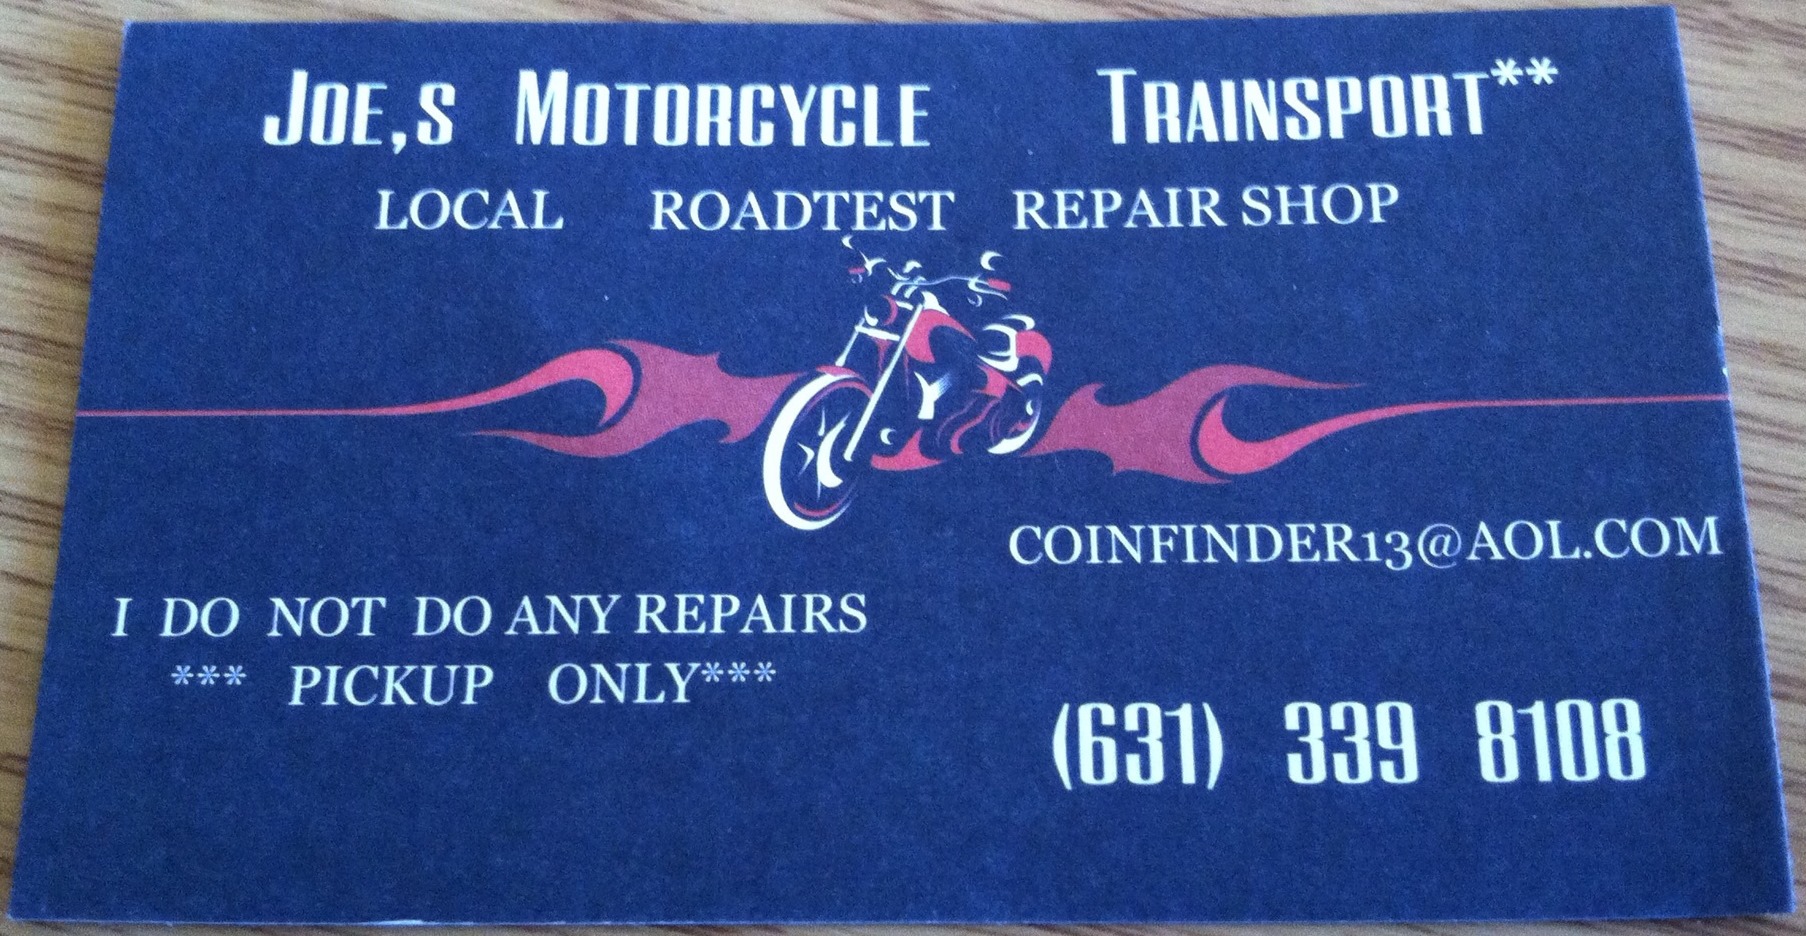 JOE,S MOTORCYCLE TRAINSPORT**
LOCAL ROADTEST REPAIR SHOP
COINFINDER13@AOL.COM
I DO NOT DO ANY REPAIRS
*** PICKUP ONLY***
(631) 339 8108